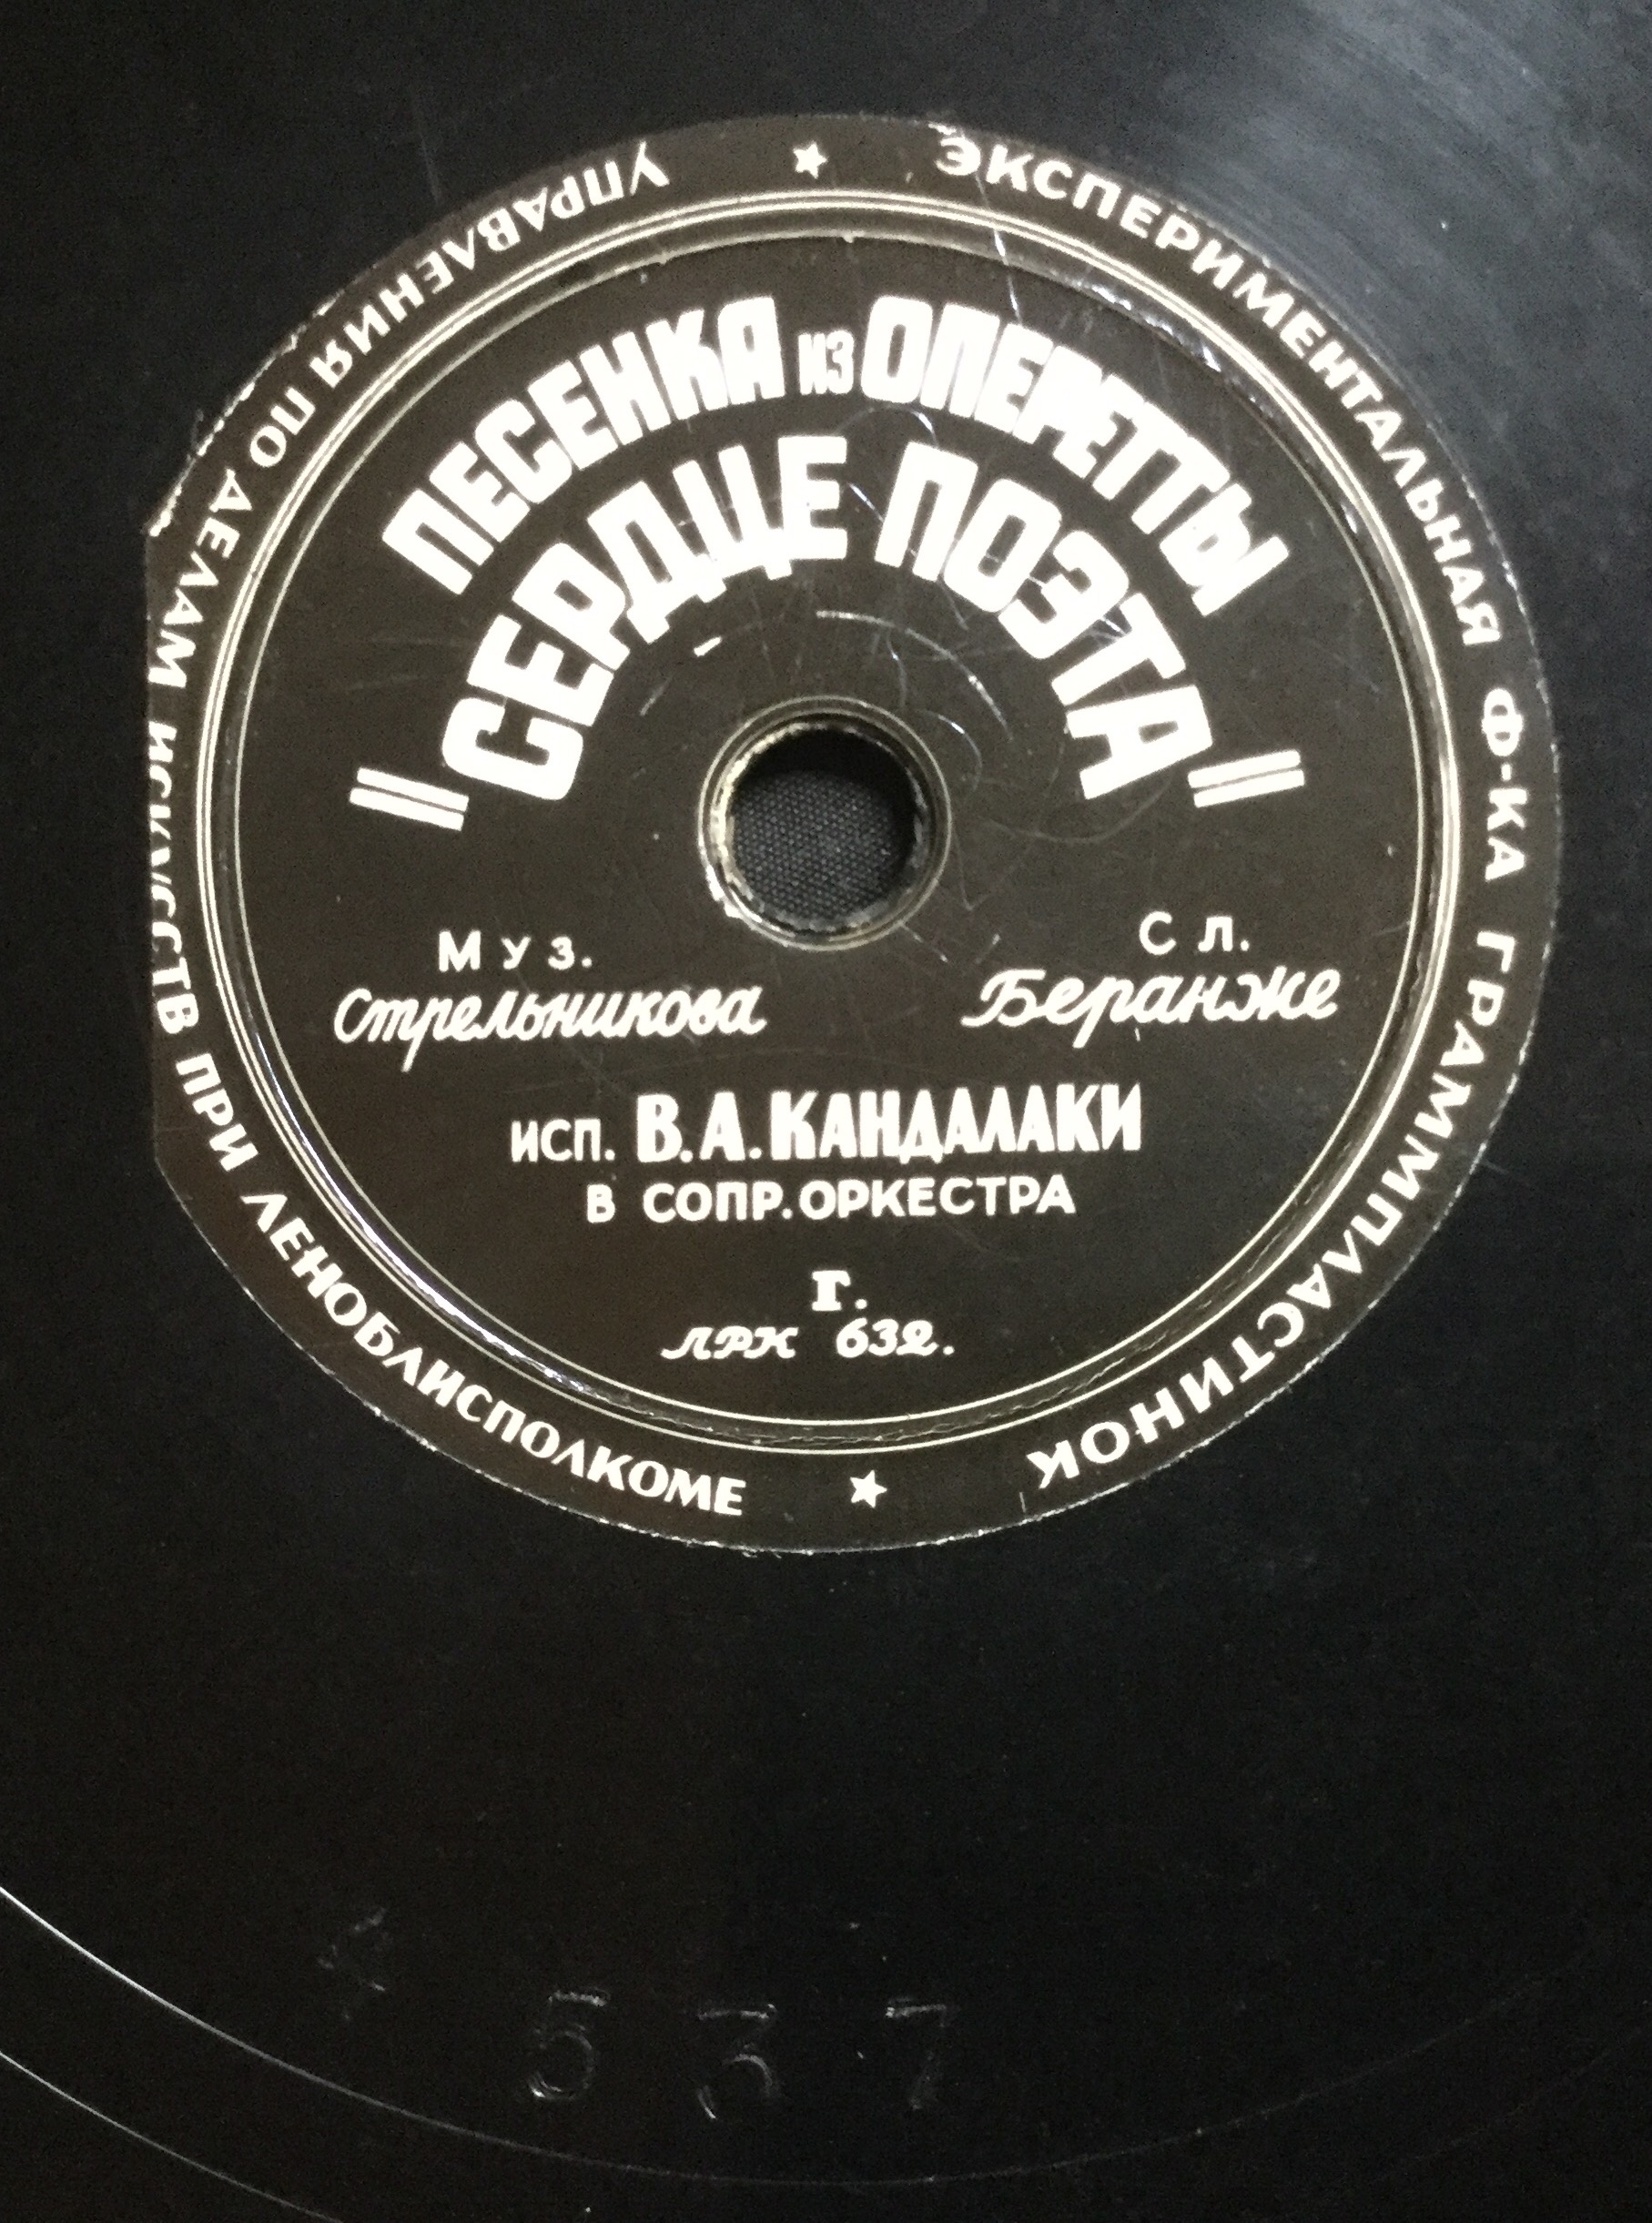 ЭКСПЕРИМЕНТАЛЬНАЯ Ф-КА ГРАММПЛАСТИНОК
★
УПРАВЛЕНИЯ ПО ДЕЛАМ ИСКУССТВ ПРИ ЛЕНОБЛИСПОЛКОМЕ
★
ПЕСЕНКА ИЗ ОПЕРЕТТЫ
"СЕРДЦЕ ПОЭТА"
Муз.
Стрельникова
Сл.
Беранже
ИСП. В.А.КАНДАЛАКИ
В СОПР.ОРКЕСТРА
Г.
ЛРК 632.
4537